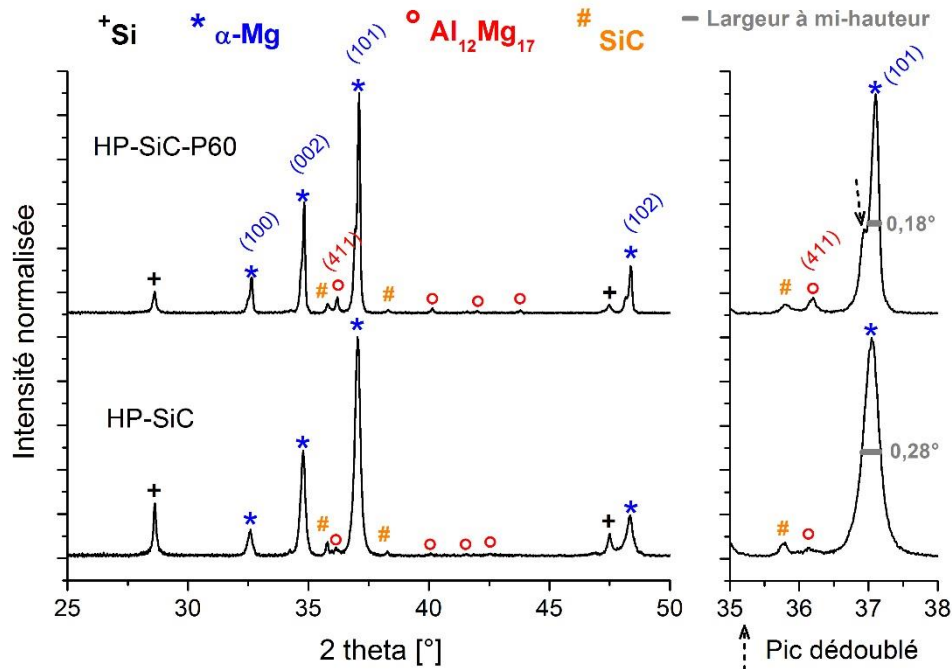 +Si * α-Mg o Al12Mg17 # SiC Largeur à mi-hauteur
Intensité normalisée
HP-SiC-P60
+ * (100) * (002) # o (411) * (101) # o o o + * (102)
HP-SiC
+ * * # o * # o o o + *
25 30 35 40 45 50
2 theta [°]
* (101)
0,18°
# o (411)
*
0,28°
# o
35 36 37 38
Pic dédoublé